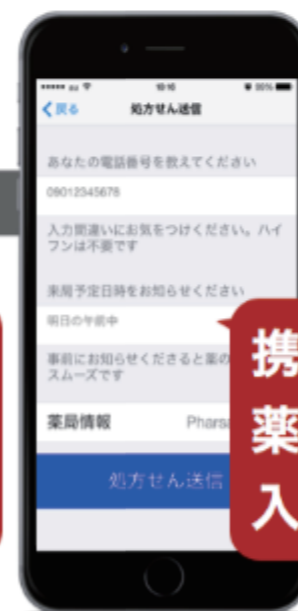 10:10
戻る
処方せん送信
あなたの電話番号を教えてください
09012345678
入力間違いにお気をつけください。ハイ
フンは不要です
来局予定日時をお知らせください
明日の午前中
事前にお知らせくださると薬の
スムーズです
薬局情報 Pharsa
処方せん送信
携
薬
入